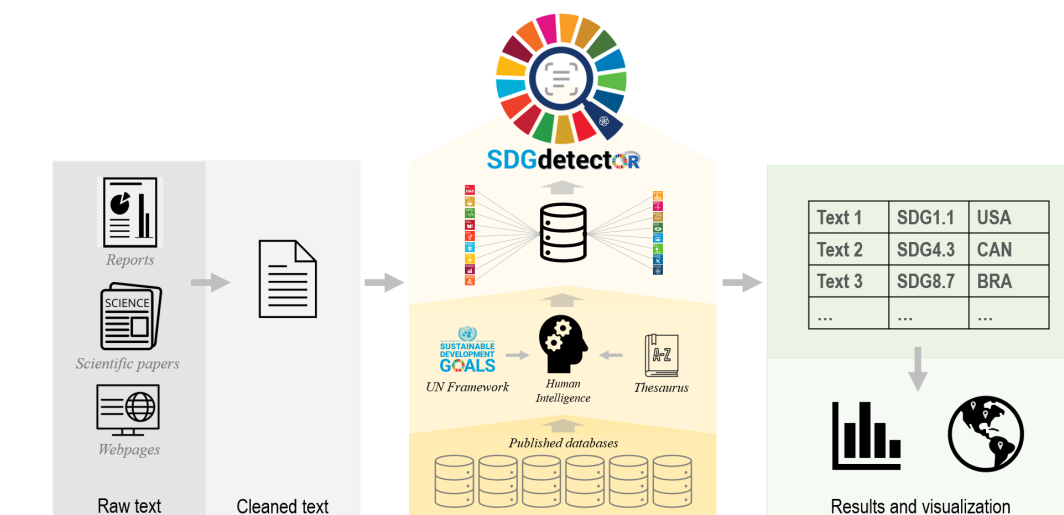 SDGdetectoR
Reports
SCIENCE
Scientific papers
Webpages
Raw text
Cleaned text
SUSTAINABLE
DEVELOPMENT
GOALS
UN Framework
Human
Intelligence
A-Z
Thesaurus
Published databases
Text 1 SDG1.1 USA
Text 2 SDG4.3 CAN
Text 3 SDG8.7 BRA
... ... ...
Results and visualization